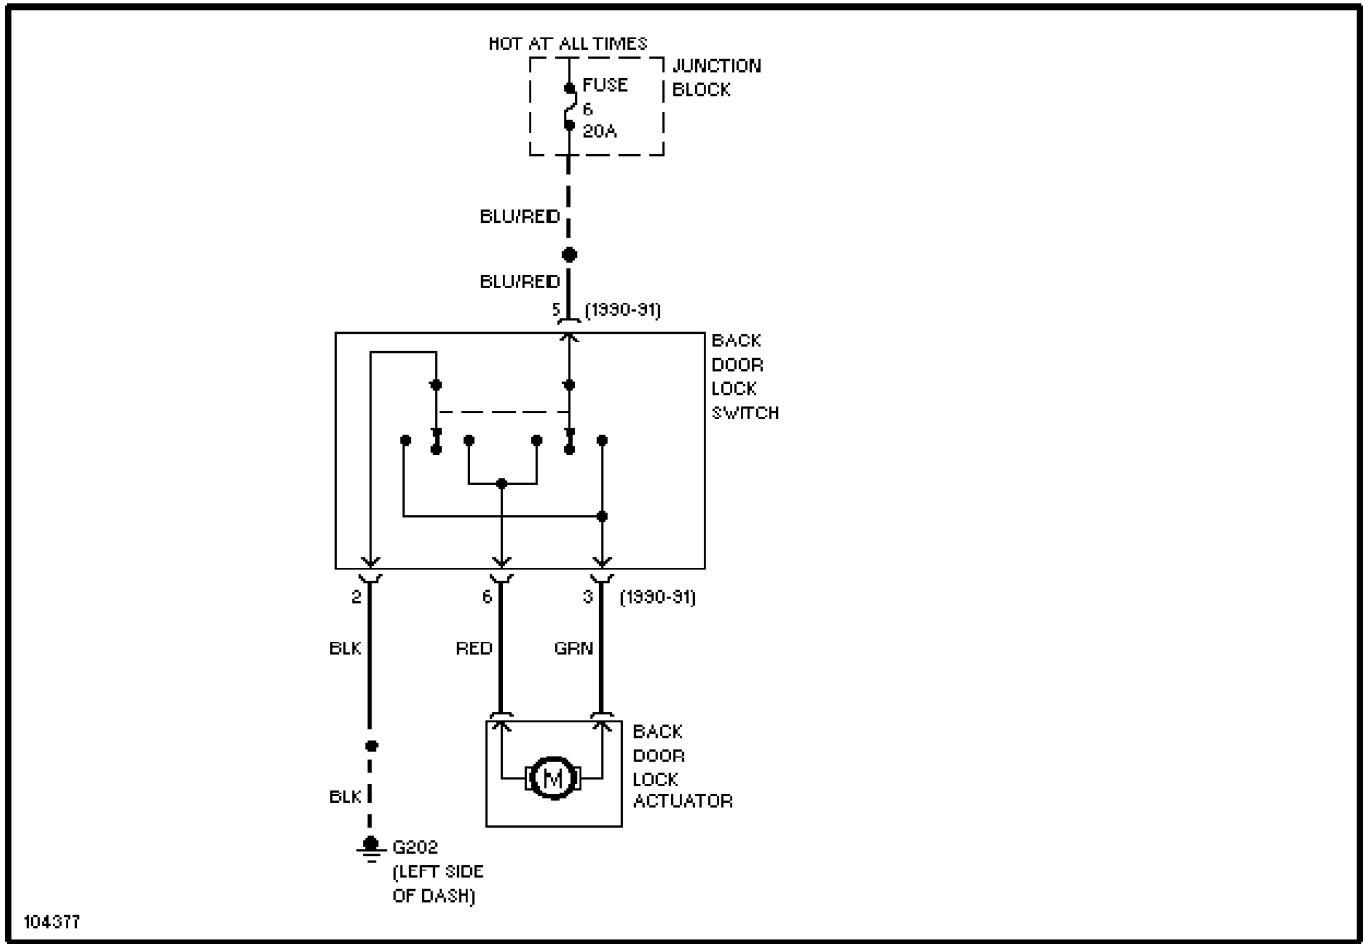 HOT AT ALL TIMES
JUNCTION
BLOCK
FUSE
6
20A
BLU/RED
BLU/RED
5 (1990-91)
BACK
DOOR
LOCK
SWITCH
2 6 3 (1990-91)
BLK RED GRN
BACK
DOOR
LOCK
ACTUATOR
M
BLK
G202
(LEFT SIDE
OF DASH)
104377